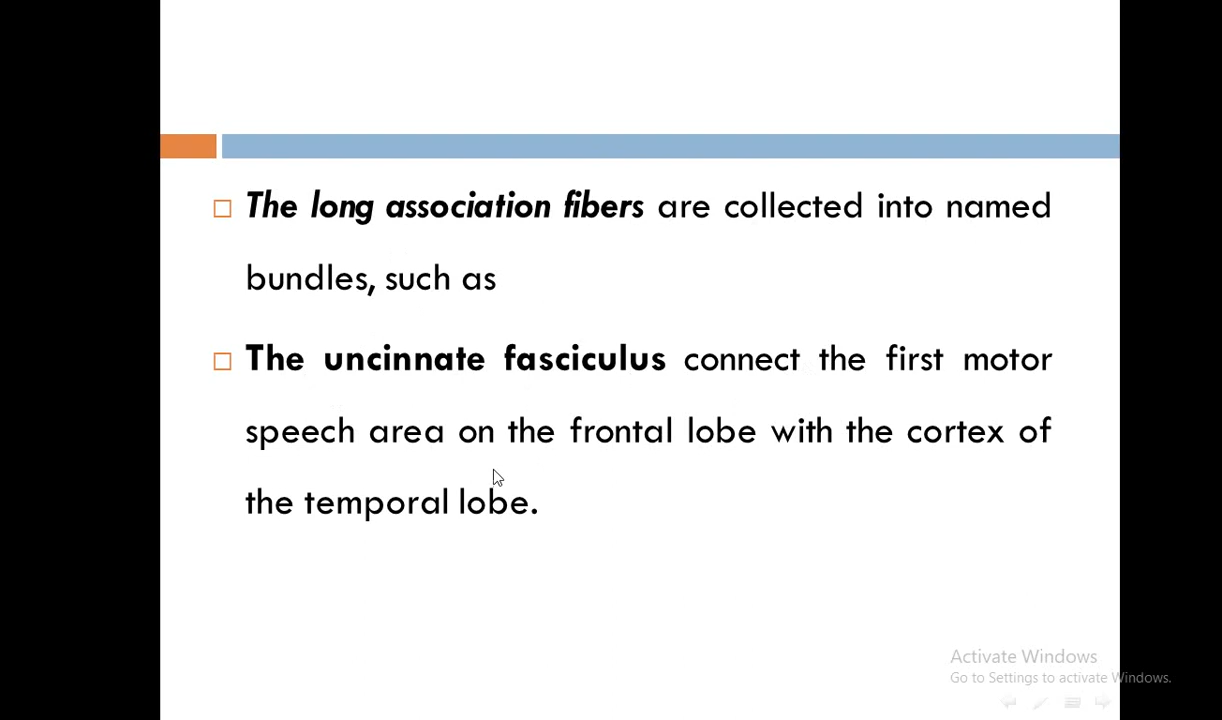 The long association fibers are collected into named
bundles, such as
The uncinnate fasciculus connect the first motor
speech area on the frontal lobe with the cortex of
the temporal lobe.
Activate Windows
Go to Settings to activate Windows.